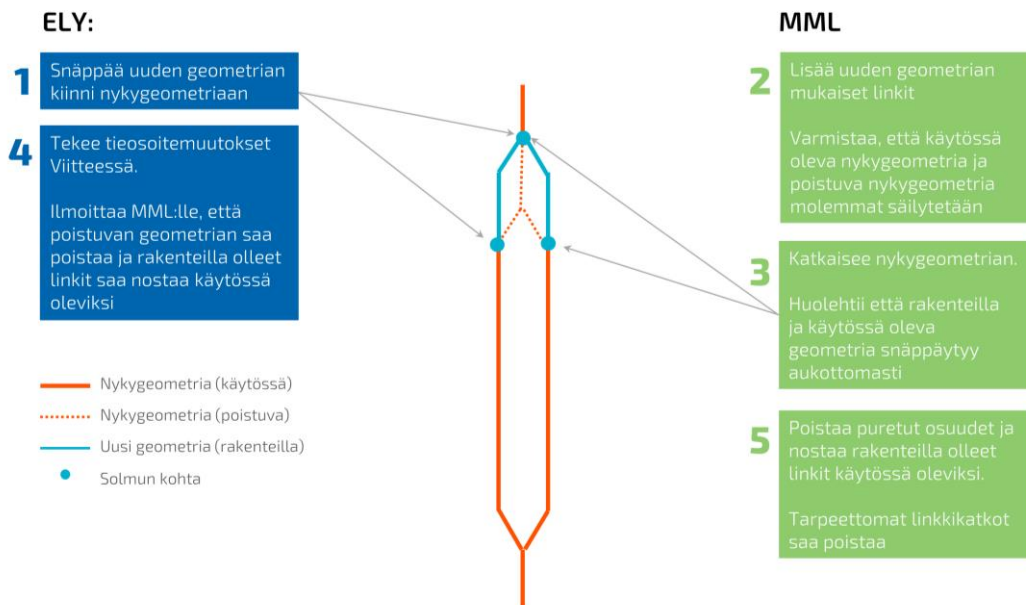 ELY:
1
Snäppää uuden geometrian
kiinni nykygeometriaan
4
Tekee tieosoitemuutokset
Viitteessä.
Ilmoittaa MML:lle, että
poistuvan geometrian saa
poistaa ja rakenteilla olleet
linkit saa nostaa käytössä
oleviksi
Nykygeometria (käytössä)
Nykygeometria (poistuva)
Uusi geometria (rakenteilla)
Solmun kohta
MML
2
Lisää uuden geometrian
mukaiset linkit
Varmistaa, että käytössä
oleva nykygeometria ja
poistuva nykygeometria
molemmat säilytetään
3
Katkaisee nykygeometrian.
Huolehtii että rakenteilla
ja käytössä oleva
geometria snäppäytyy
aukottomasti
5
Poistaa puretut osuudet ja
nostaa rakenteilla olleet
linkit käytössä oleviksi.
Tarpeettomat linkkikatkot
saa poistaa